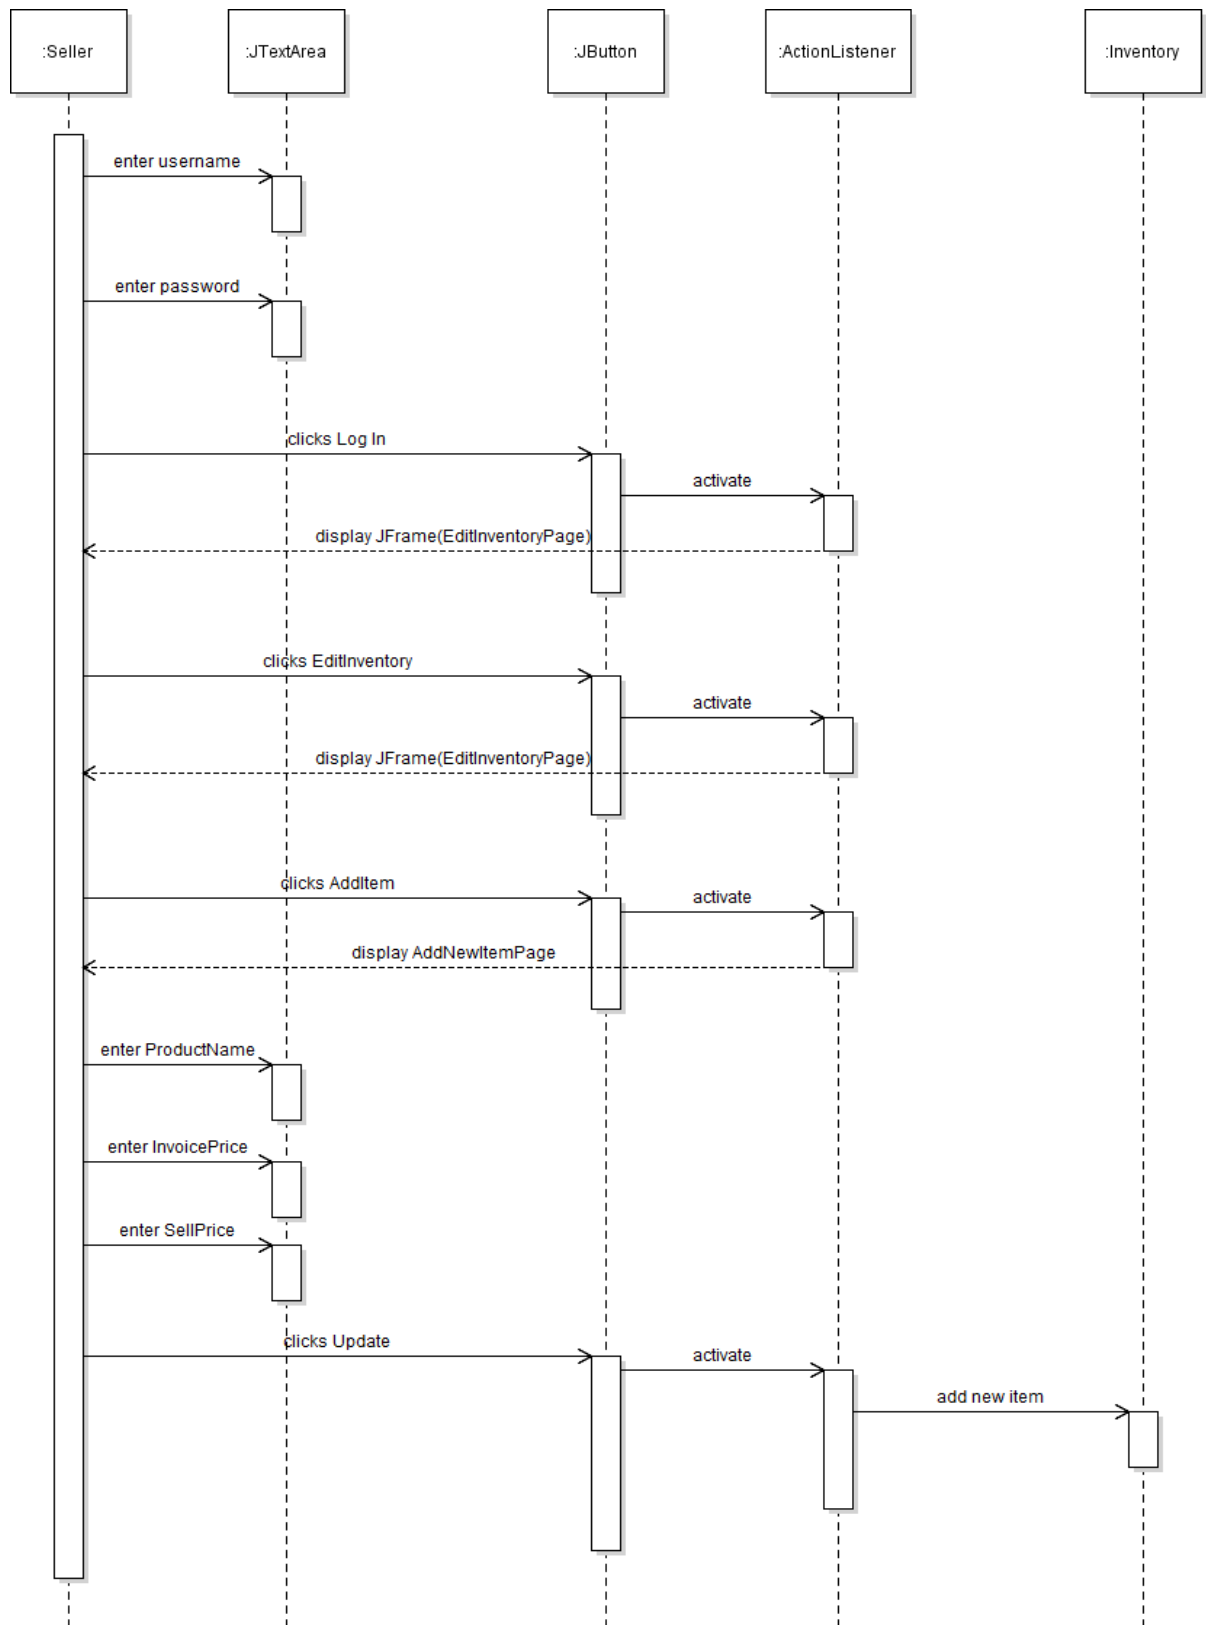 :Seller
:JTextArea
:JButton
:ActionListener
:Inventory
enter username
enter password
clicks Log In
activate
display JFrame(EditInventoryPage)
clicks EditInventory
activate
display JFrame(EditInventoryPage)
clicks AddItem
activate
display AddNewItemPage
enter ProductName
enter InvoicePrice
enter SellPrice
clicks Update
activate
add new item